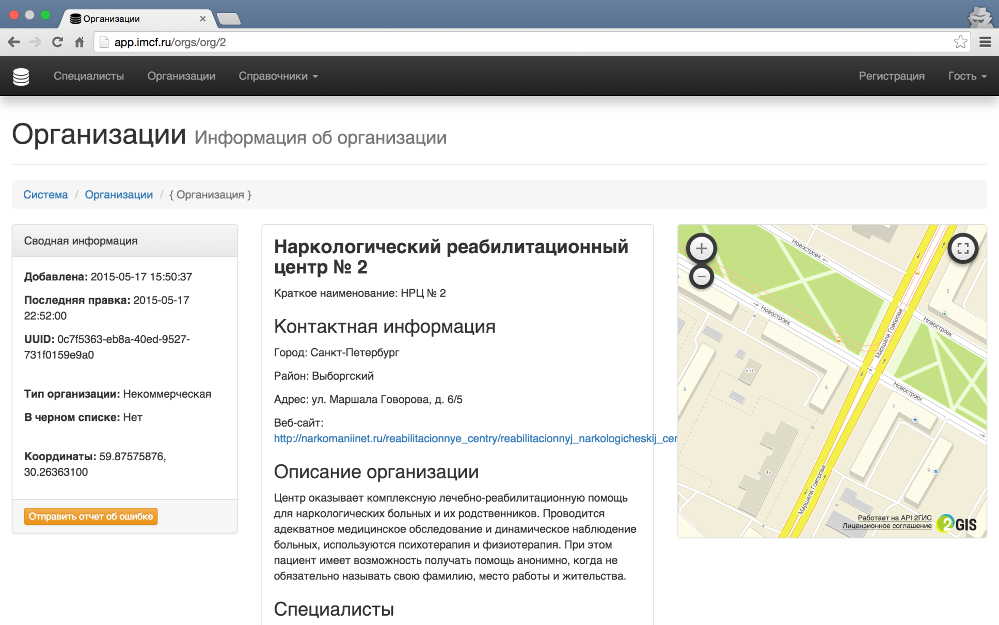 Организации
app.imcf.ru/orgs/org/2
Специалисты
Организации
Справочники
Регистрация
Гость
Организации Информация об организации
Система / Организации / { Организация }
Сводная информация
Добавлена: 2015-05-17 15:50:37
Последняя правка: 2015-05-17
22:52:00
UUID: 0c7f5363-eb8a-40ed-9527-
731f0159e9a0
Тип организации: Некоммерческая
В черном списке: Нет
Координаты: 59.87575876,
30.26363100
Отправить отчет об ошибке
Наркологический реабилитационный
центр № 2
Краткое наименование: НРЦ № 2
Контактная информация
Город: Санкт-Петербург
Район: Выборгский
Адрес: ул. Маршала Говорова, д. 6/5
Веб-сайт:
http://narkomaniinet.ru/reabilitacionnye_centry/reabilitacionnyj_narkologicheskij_cer
Описание организации
Центр оказывает комплексную лечебно-реабилитационную помощь
для наркологических больных и их родственников. Проводится
адекватное медицинское обследование и динамическое наблюдение
больных, используются психотерапия и физиотерапия. При этом
пациент имеет возможность получать помощь анонимно, когда не
обязательно называть свою фамилию, место работы и жительства.
Специалисты
Новостроек
5
Новостроек
Маршала Говорова
Новостроек
6 к1
6
6
Новостроек
3
4а
9
Маршала Говорова
Работает на API 2ГИС
Лицензионное соглашение
2GIS